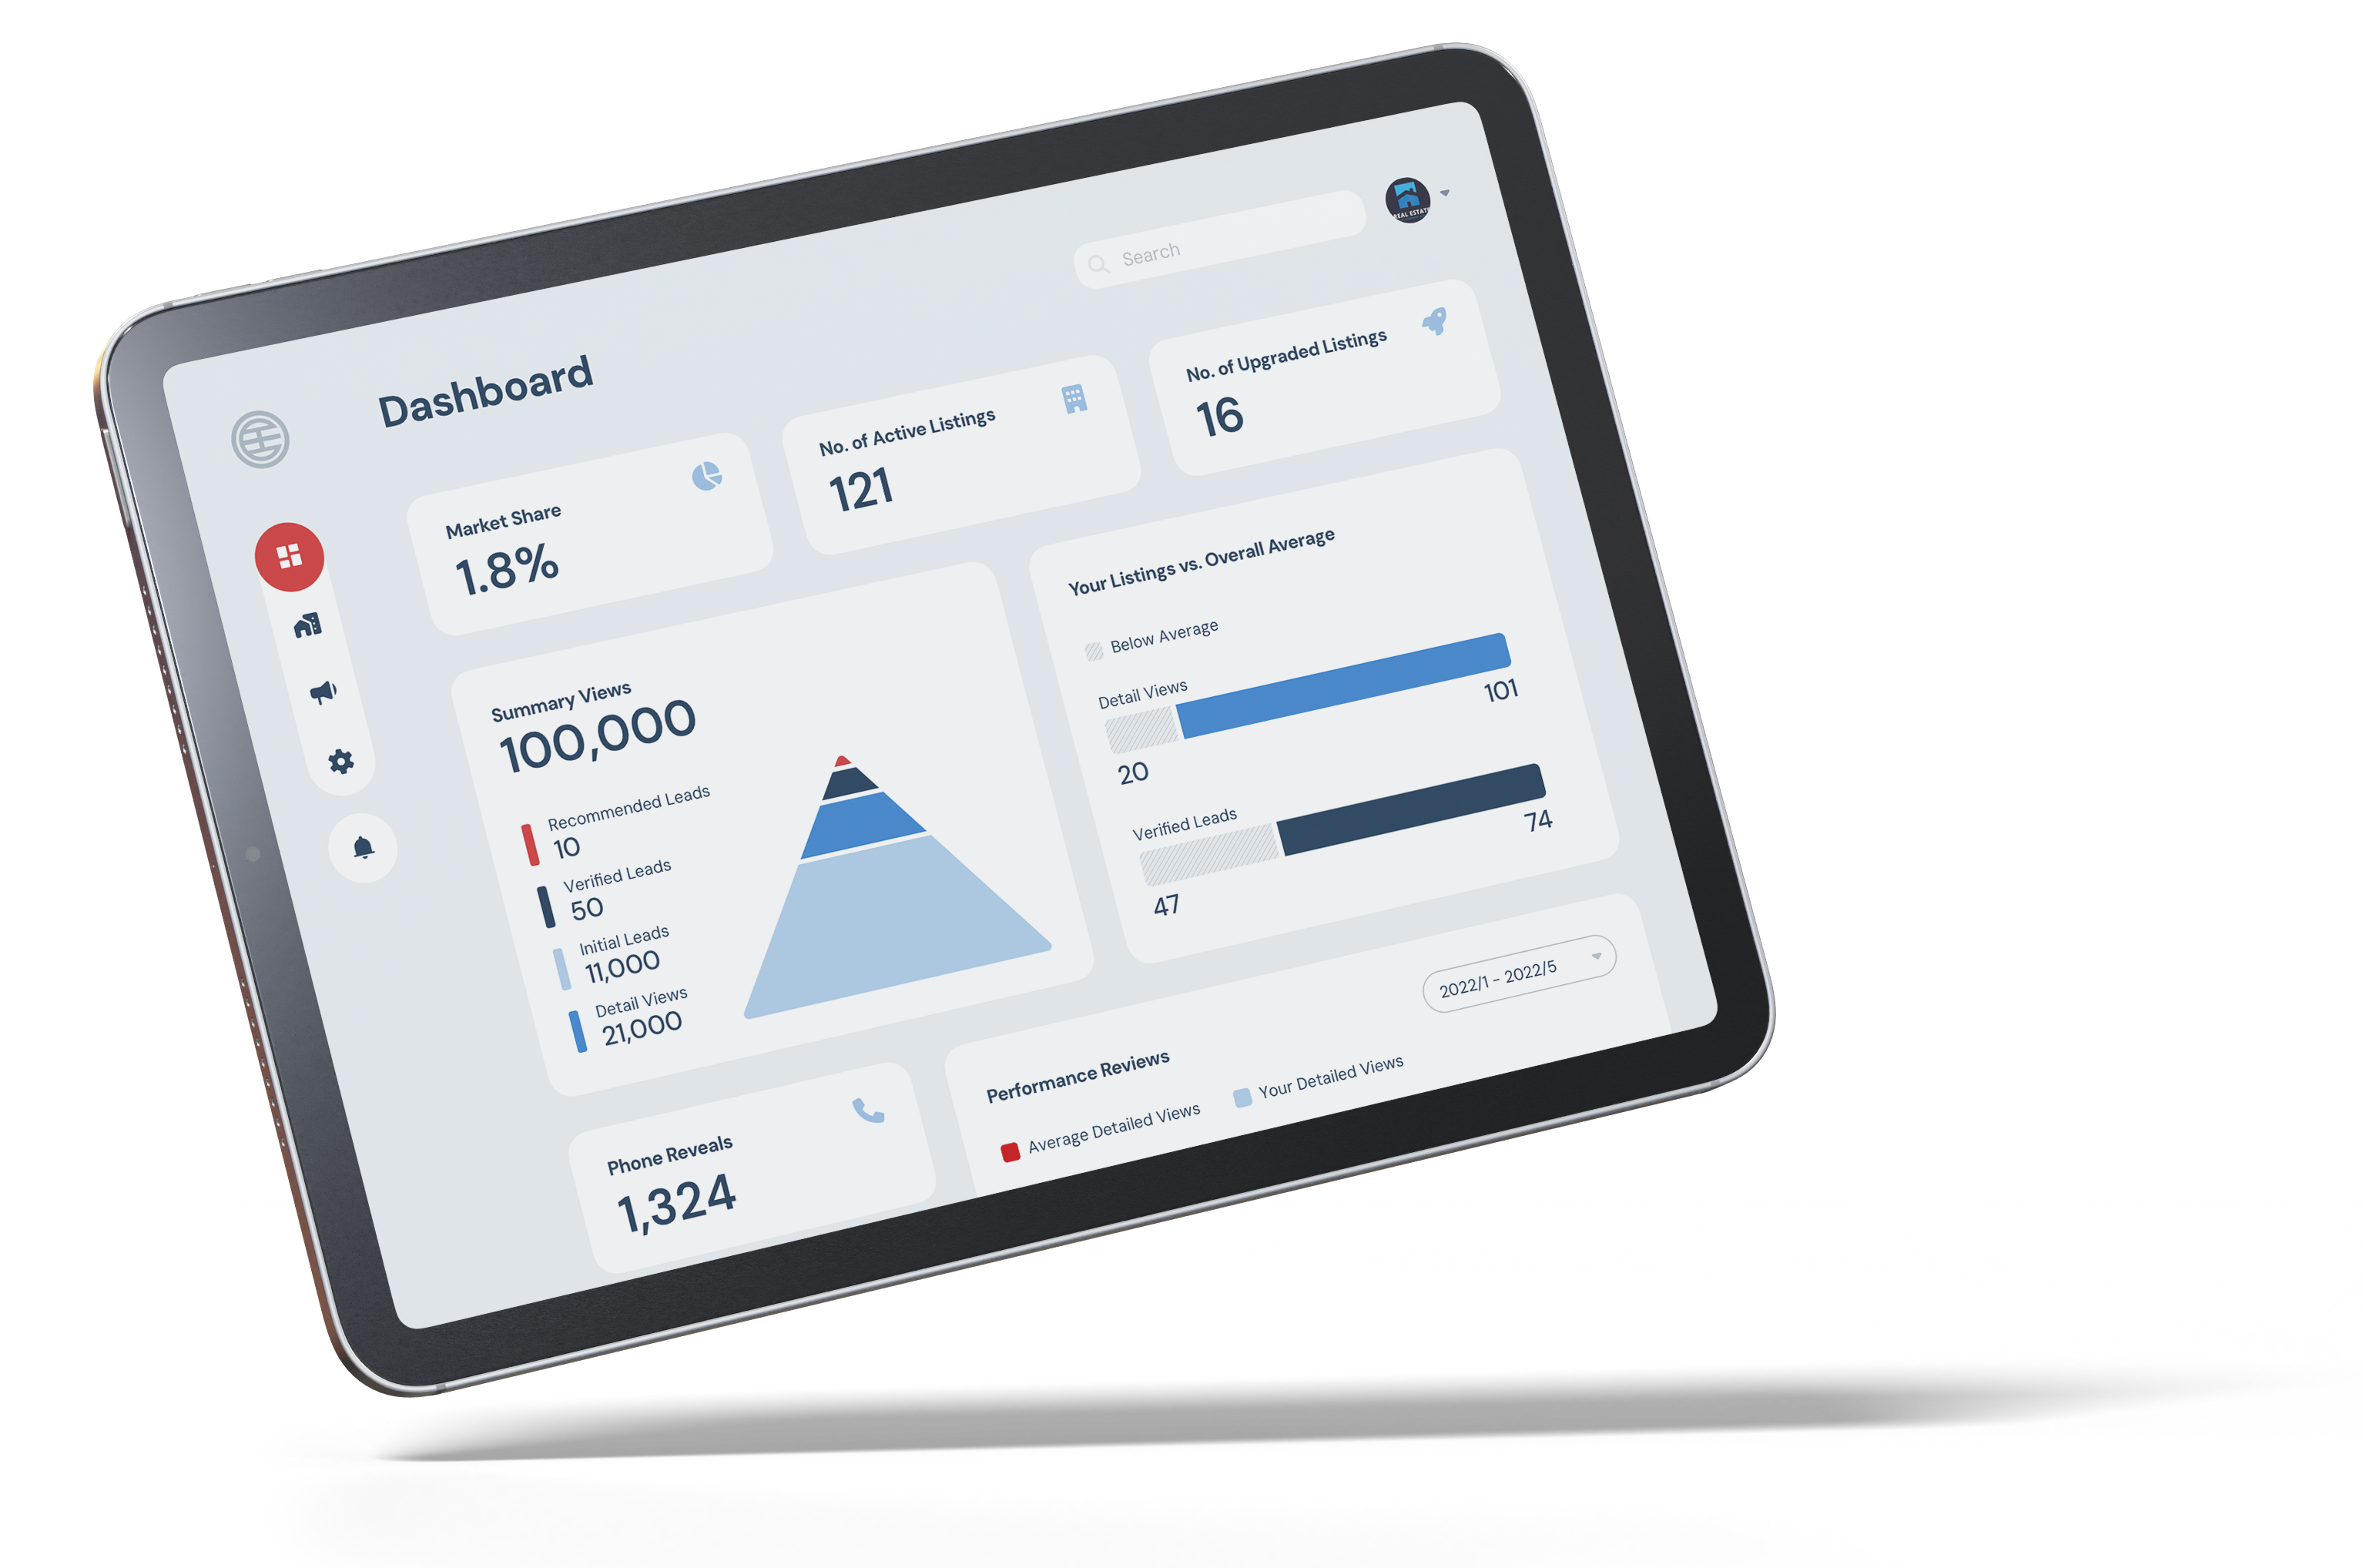 REAL ESTATE
Search
Dashboard
Market Share
1.8%
No. of Active Listings
121
No. of Upgraded Listings
16
Summary Views
100,000
Recommended Leads
10
Verified Leads
50
Initial Leads
11,000
Detail Views
21,000
Your Listings vs. Overall Average
Below Average
Detail Views
101
20
Verified Leads
74
47
Phone Reveals
1,324
Performance Reviews
2022/1 - 2022/5
Average Detailed Views
Your Detailed Views